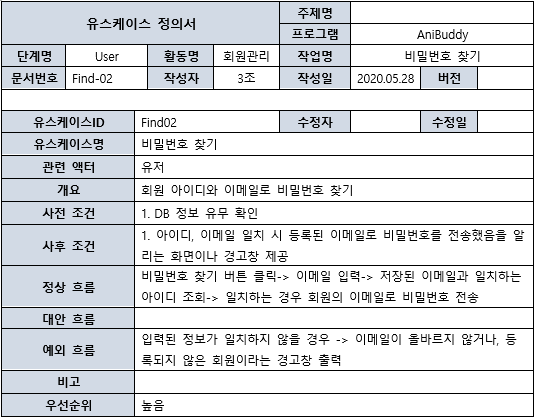 유스케이스 정의서
주제명
프로그램 AniBuddy
단계명 User 활동명 회원관리 작업명 비밀번호 찾기
문서번호 Find-02 작성자 3조 작성일 2020.05.28 버전
유스케이스ID Find02 수정자 수정일
유스케이스명 비밀번호 찾기
관련 액터 유저
개요 회원 아이디와 이메일로 비밀번호 찾기
사전 조건 1. DB 정보 유무 확인
사후 조건 1. 아이디, 이메일 일치 시 등록된 이메일로 비밀번호를 전송했음을 알
리는 화면이나 경고창 제공
정상 흐름 비밀번호 찾기 버튼 클릭-> 이메일 입력-> 저장된 이메일과 일치하는
아이디 조회-> 일치하는 경우 회원의 이메일로 비밀번호 전송
대안 흐름
예외 흐름 입력된 정보가 일치하지 않을 경우 -> 이메일이 올바르지 않거나, 등
록되지 않은 회원이라는 경고창 출력
비고
우선순위 높음